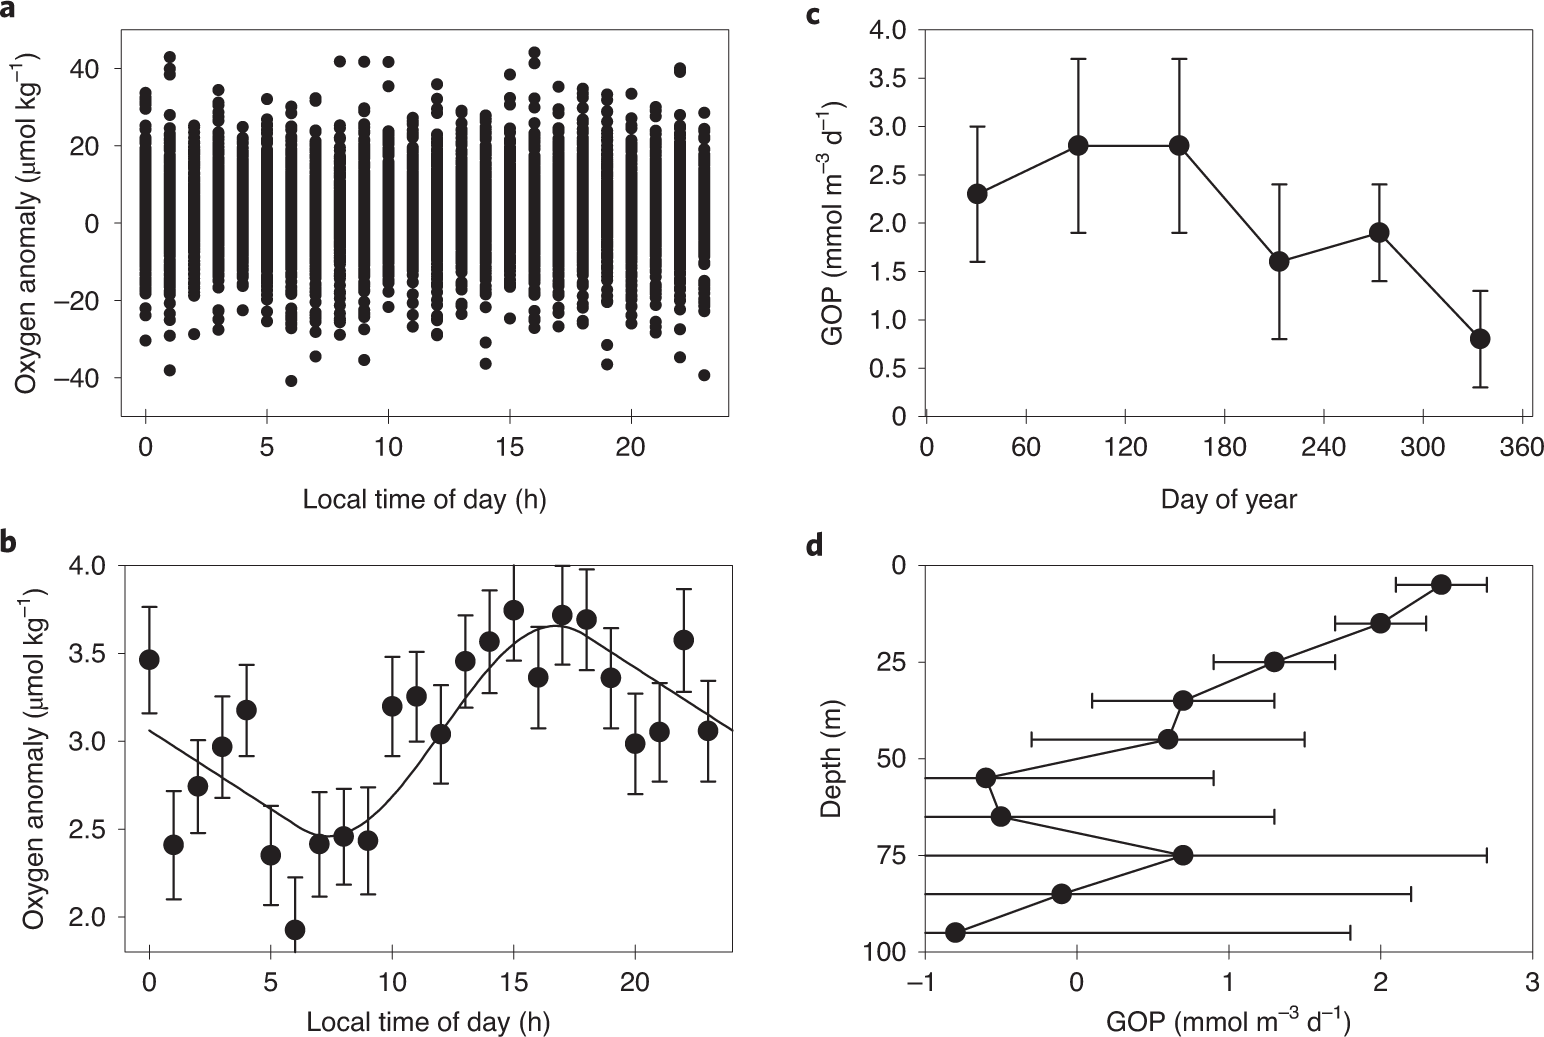 a
Oxygen anomaly (μmol kg⁻¹)
40
20
0
−20
−40
0 5 10 15 20
Local time of day (h)
b
Oxygen anomaly (μmol kg⁻¹)
4.0
3.5
3.0
2.5
2.0
0 5 10 15 20
Local time of day (h)
c
GOP (mmol m⁻³ d⁻¹)
4.0
3.5
3.0
2.5
2.0
1.5
1.0
0.5
0
0 60 120 180 240 300 360
Day of year
d
Depth (m)
0
25
50
75
100
−1 0 1 2 3
GOP (mmol m⁻³ d⁻¹)